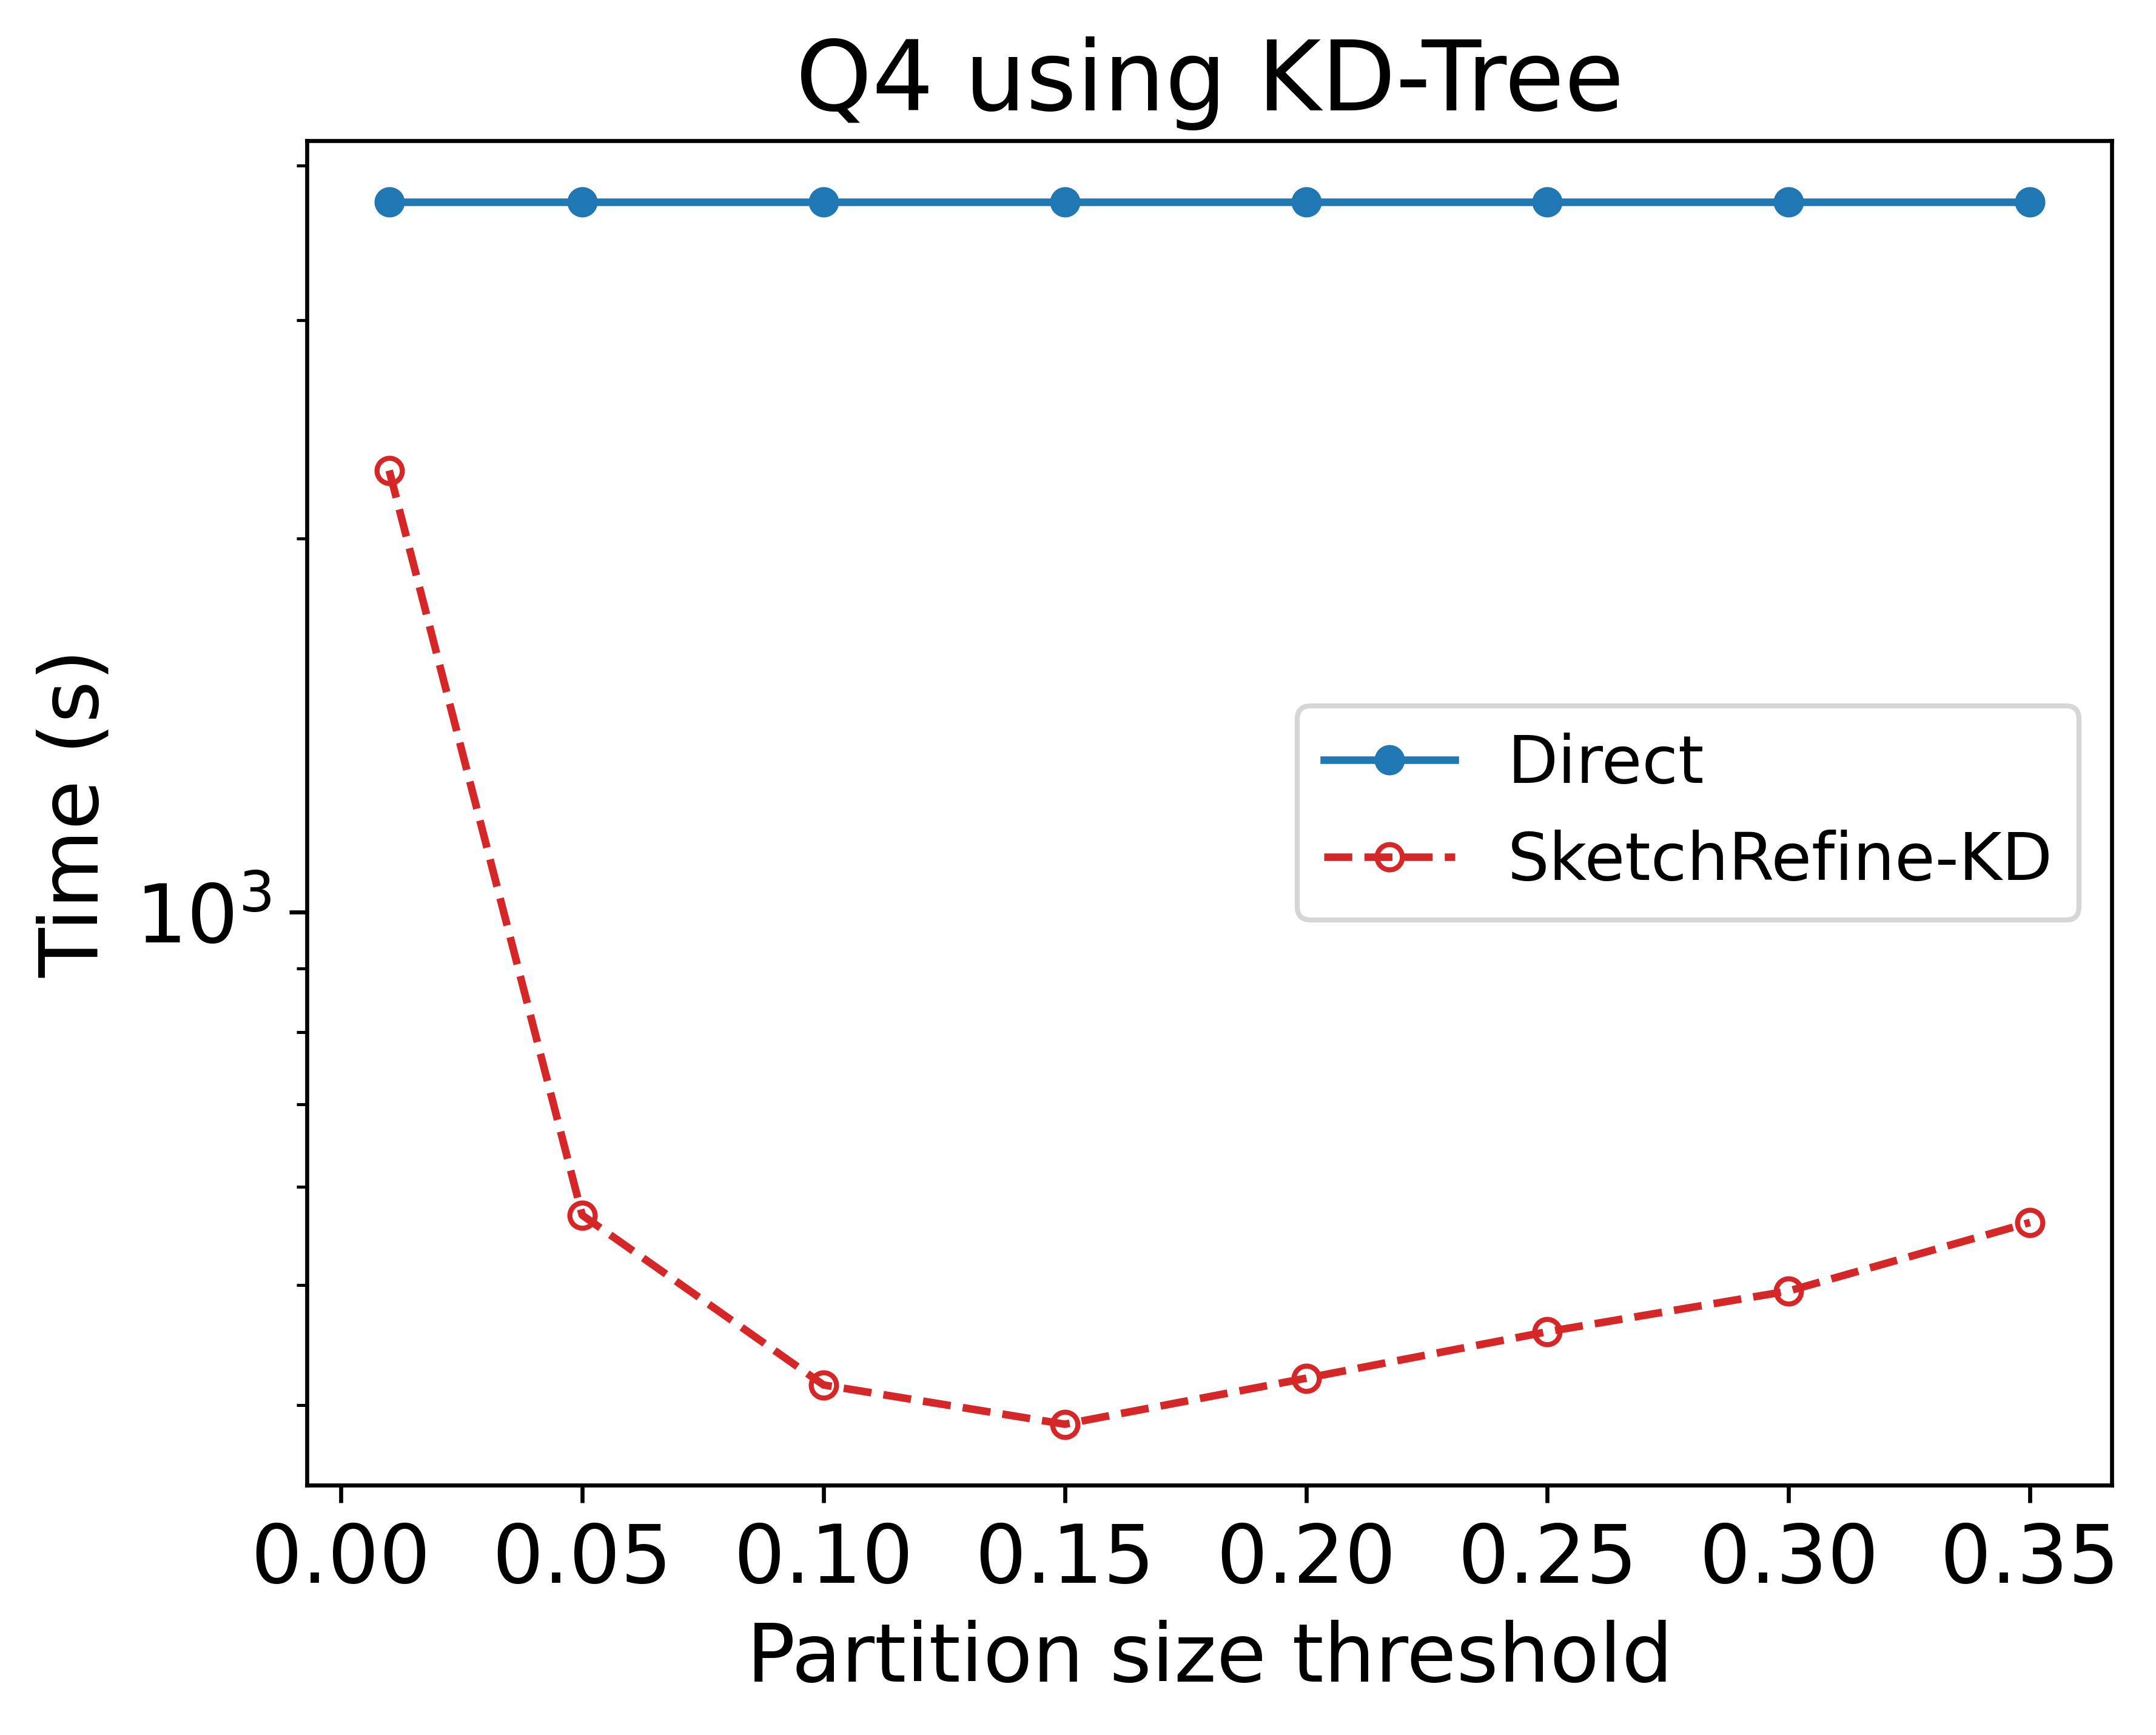 Q4 using KD-Tree
Time (s)
10³
Direct
SketchRefine-KD
0.00 0.05 0.10 0.15 0.20 0.25 0.30 0.35
Partition size threshold